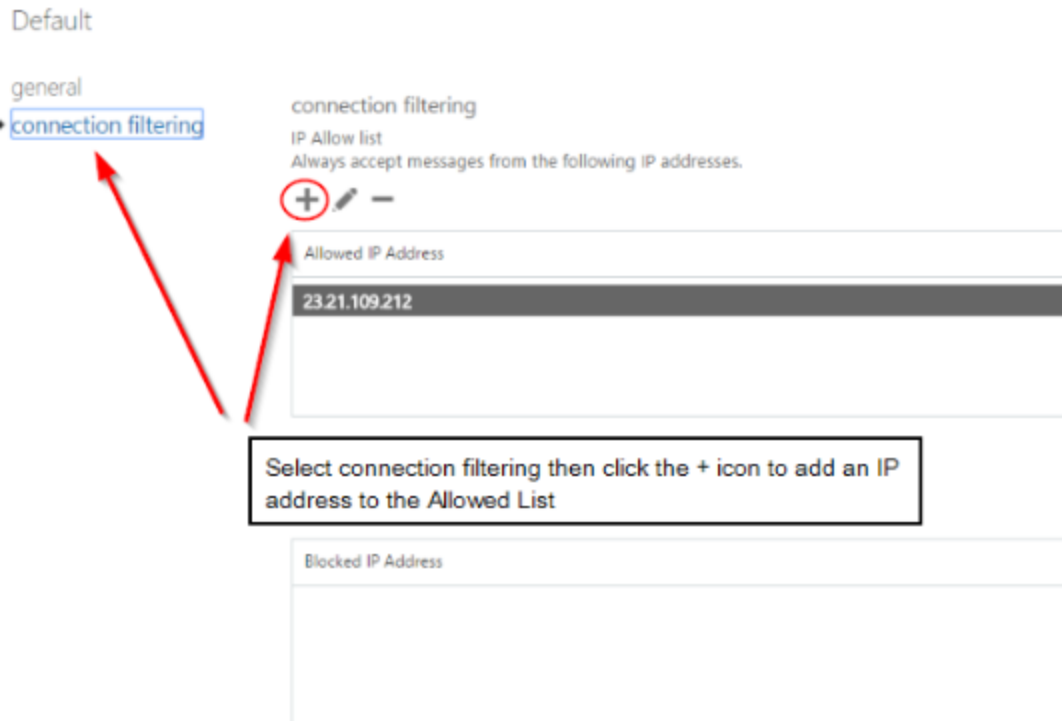 Default
general
connection filtering
connection filtering
IP Allow list
Always accept messages from the following IP addresses.
Allowed IP Address
23.21.109.212
Select connection filtering then click the + icon to add an IP
address to the Allowed List
Blocked IP Address